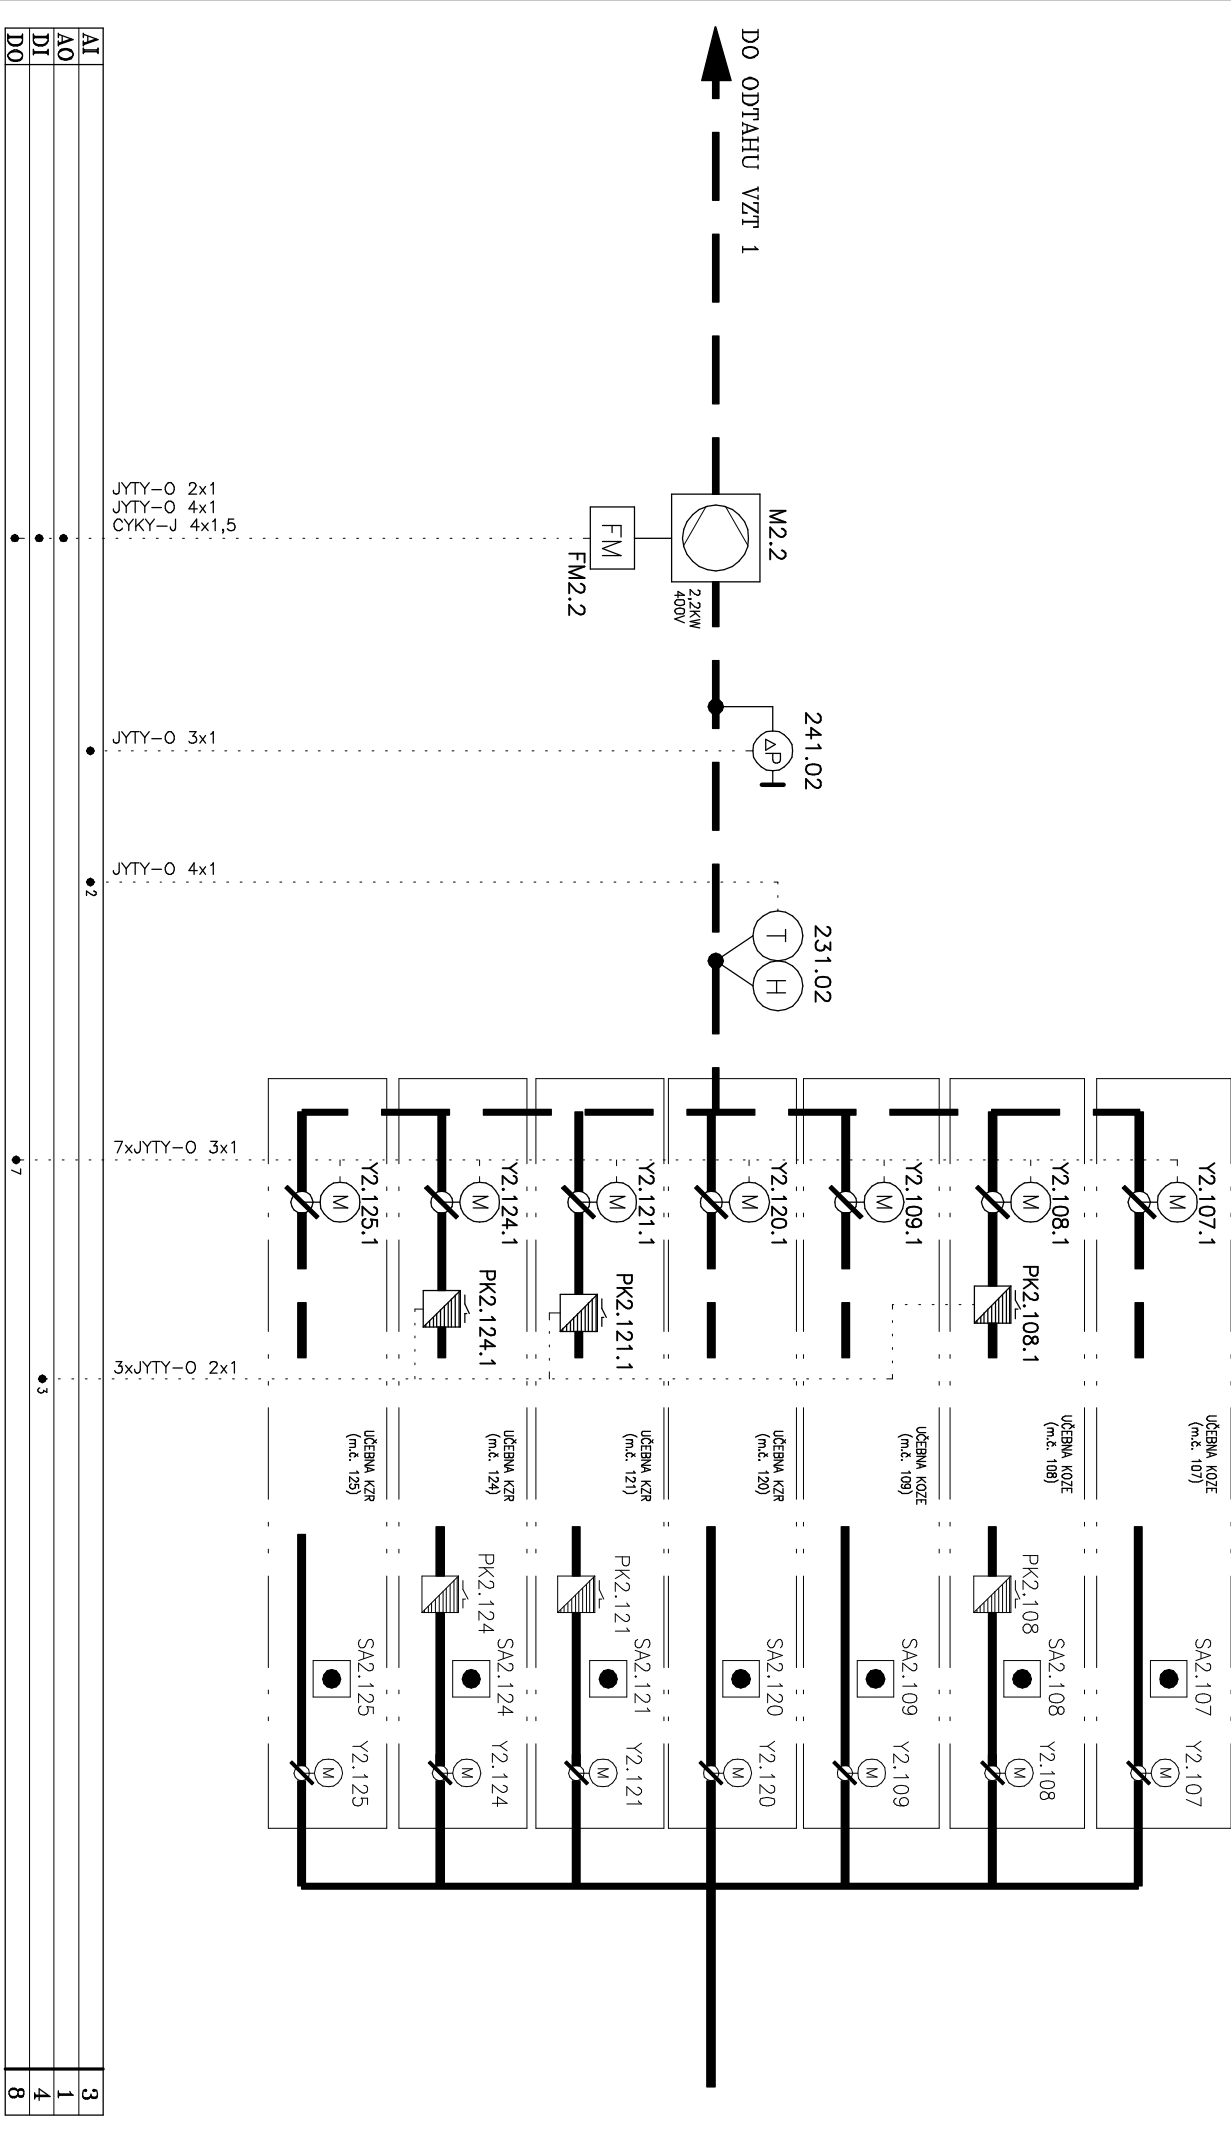 DO ODTAHU VZT 1
M2.2
2,2KW
400V
FM
FM2.2
241.02
ΔP
231.02
T
H
Y2.107.1
M
Y2.108.1
M
Y2.109.1
M
Y2.120.1
M
Y2.121.1
M
Y2.124.1
M
Y2.125.1
M
PK2.108.1
PK2.121.1
PK2.124.1
UČEBNA KOZE
(m.č. 107)
UČEBNA KOZE
(m.č. 108)
UČEBNA KOZE
(m.č. 109)
UČEBNA KZR
(m.č. 120)
UČEBNA KZR
(m.č. 121)
UČEBNA KZR
(m.č. 124)
UČEBNA KZR
(m.č. 125)
PK2.108
PK2.121
PK2.124
SA2.107
SA2.108
SA2.109
SA2.120
SA2.121
SA2.124
SA2.125
Y2.107
M
Y2.108
M
Y2.109
M
Y2.120
M
Y2.121
M
Y2.124
M
Y2.125
M
JYTY-O 2x1
JYTY-O 4x1
CYKY-J 4x1,5
JYTY-O 3x1
JYTY-O 4x1
7xJYTY-O 3x1
3xJYTY-O 2x1
AI 2 3
AO 1
DI 3 4
DO 7 8